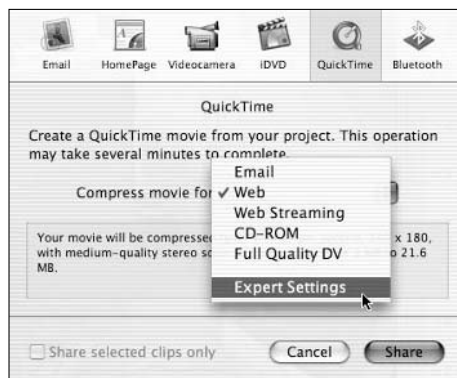 Email HomePage Videocamera iDVD QuickTime Bluetooth
QuickTime
Create a QuickTime movie from your project. This operation
may take several minutes to complete.
Compress movie for
Email
✓ Web
Web Streaming
CD-ROM
Full Quality DV
Expert Settings
Your movie will be compressed x 180,
with medium-quality stereo so o 21.6
MB.
Share selected clips only Cancel Share